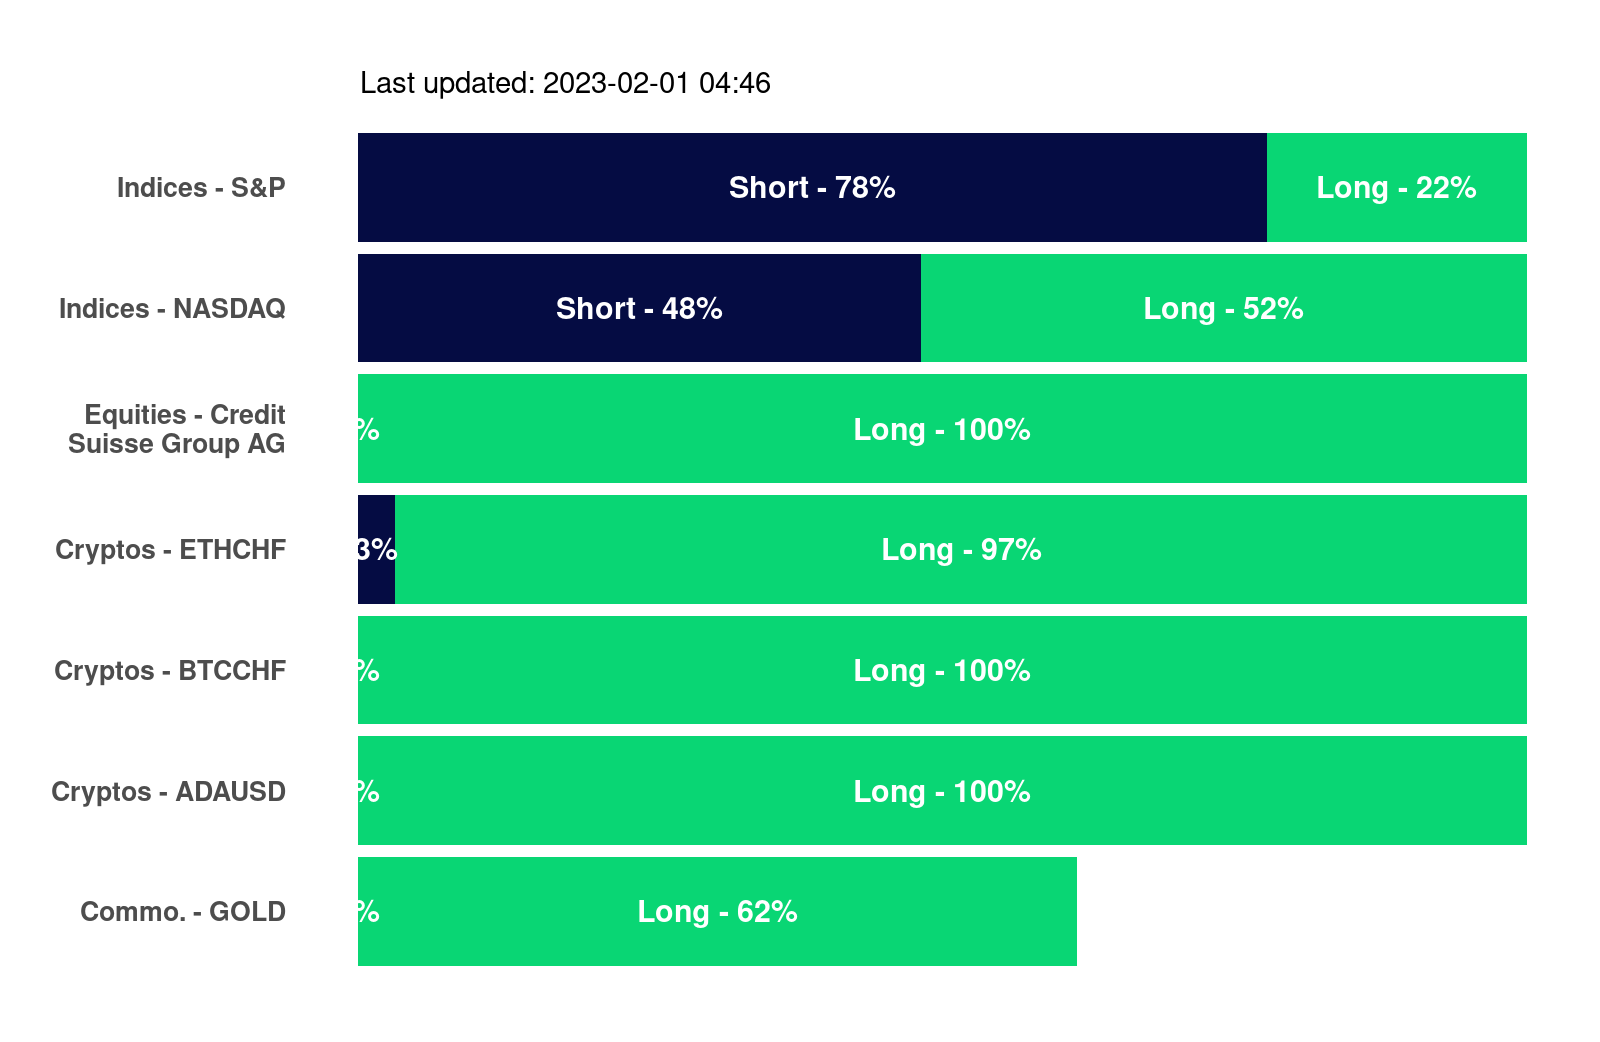 Last updated: 2023-02-01 04:46
Indices - S&P
Short - 78%
Long - 22%
Indices - NASDAQ
Short - 48%
Long - 52%
Equities - Credit
Suisse Group AG
%
Long - 100%
Cryptos - ETHCHF
3%
Long - 97%
Cryptos - BTCCHF
%
Long - 100%
Cryptos - ADAUSD
%
Long - 100%
Commo. - GOLD
%
Long - 62%